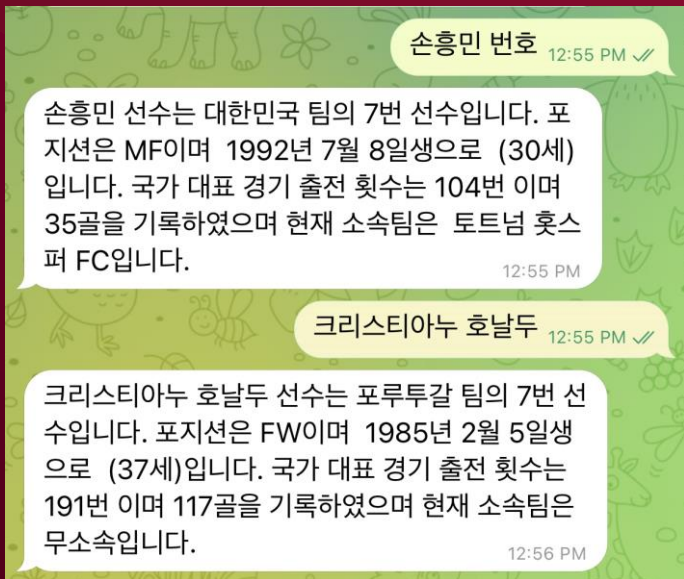 손흥민 번호 12:55 PM
손흥민 선수는 대한민국 팀의 7번 선수입니다. 포
지션은 MF이며 1992년 7월 8일생으로 (30세)
입니다. 국가 대표 경기 출전 횟수는 104번 이며
35골을 기록하였으며 현재 소속팀은 토트넘 홋스
퍼 FC입니다.
12:55 PM
크리스티아누 호날두 12:55 PM
크리스티아누 호날두 선수는 포루투갈 팀의 7번 선
수입니다. 포지션은 FW이며 1985년 2월 5일생
으로 (37세)입니다. 국가 대표 경기 출전 횟수는
191번 이며 117골을 기록하였으며 현재 소속팀은
무소속입니다.
12:56 PM